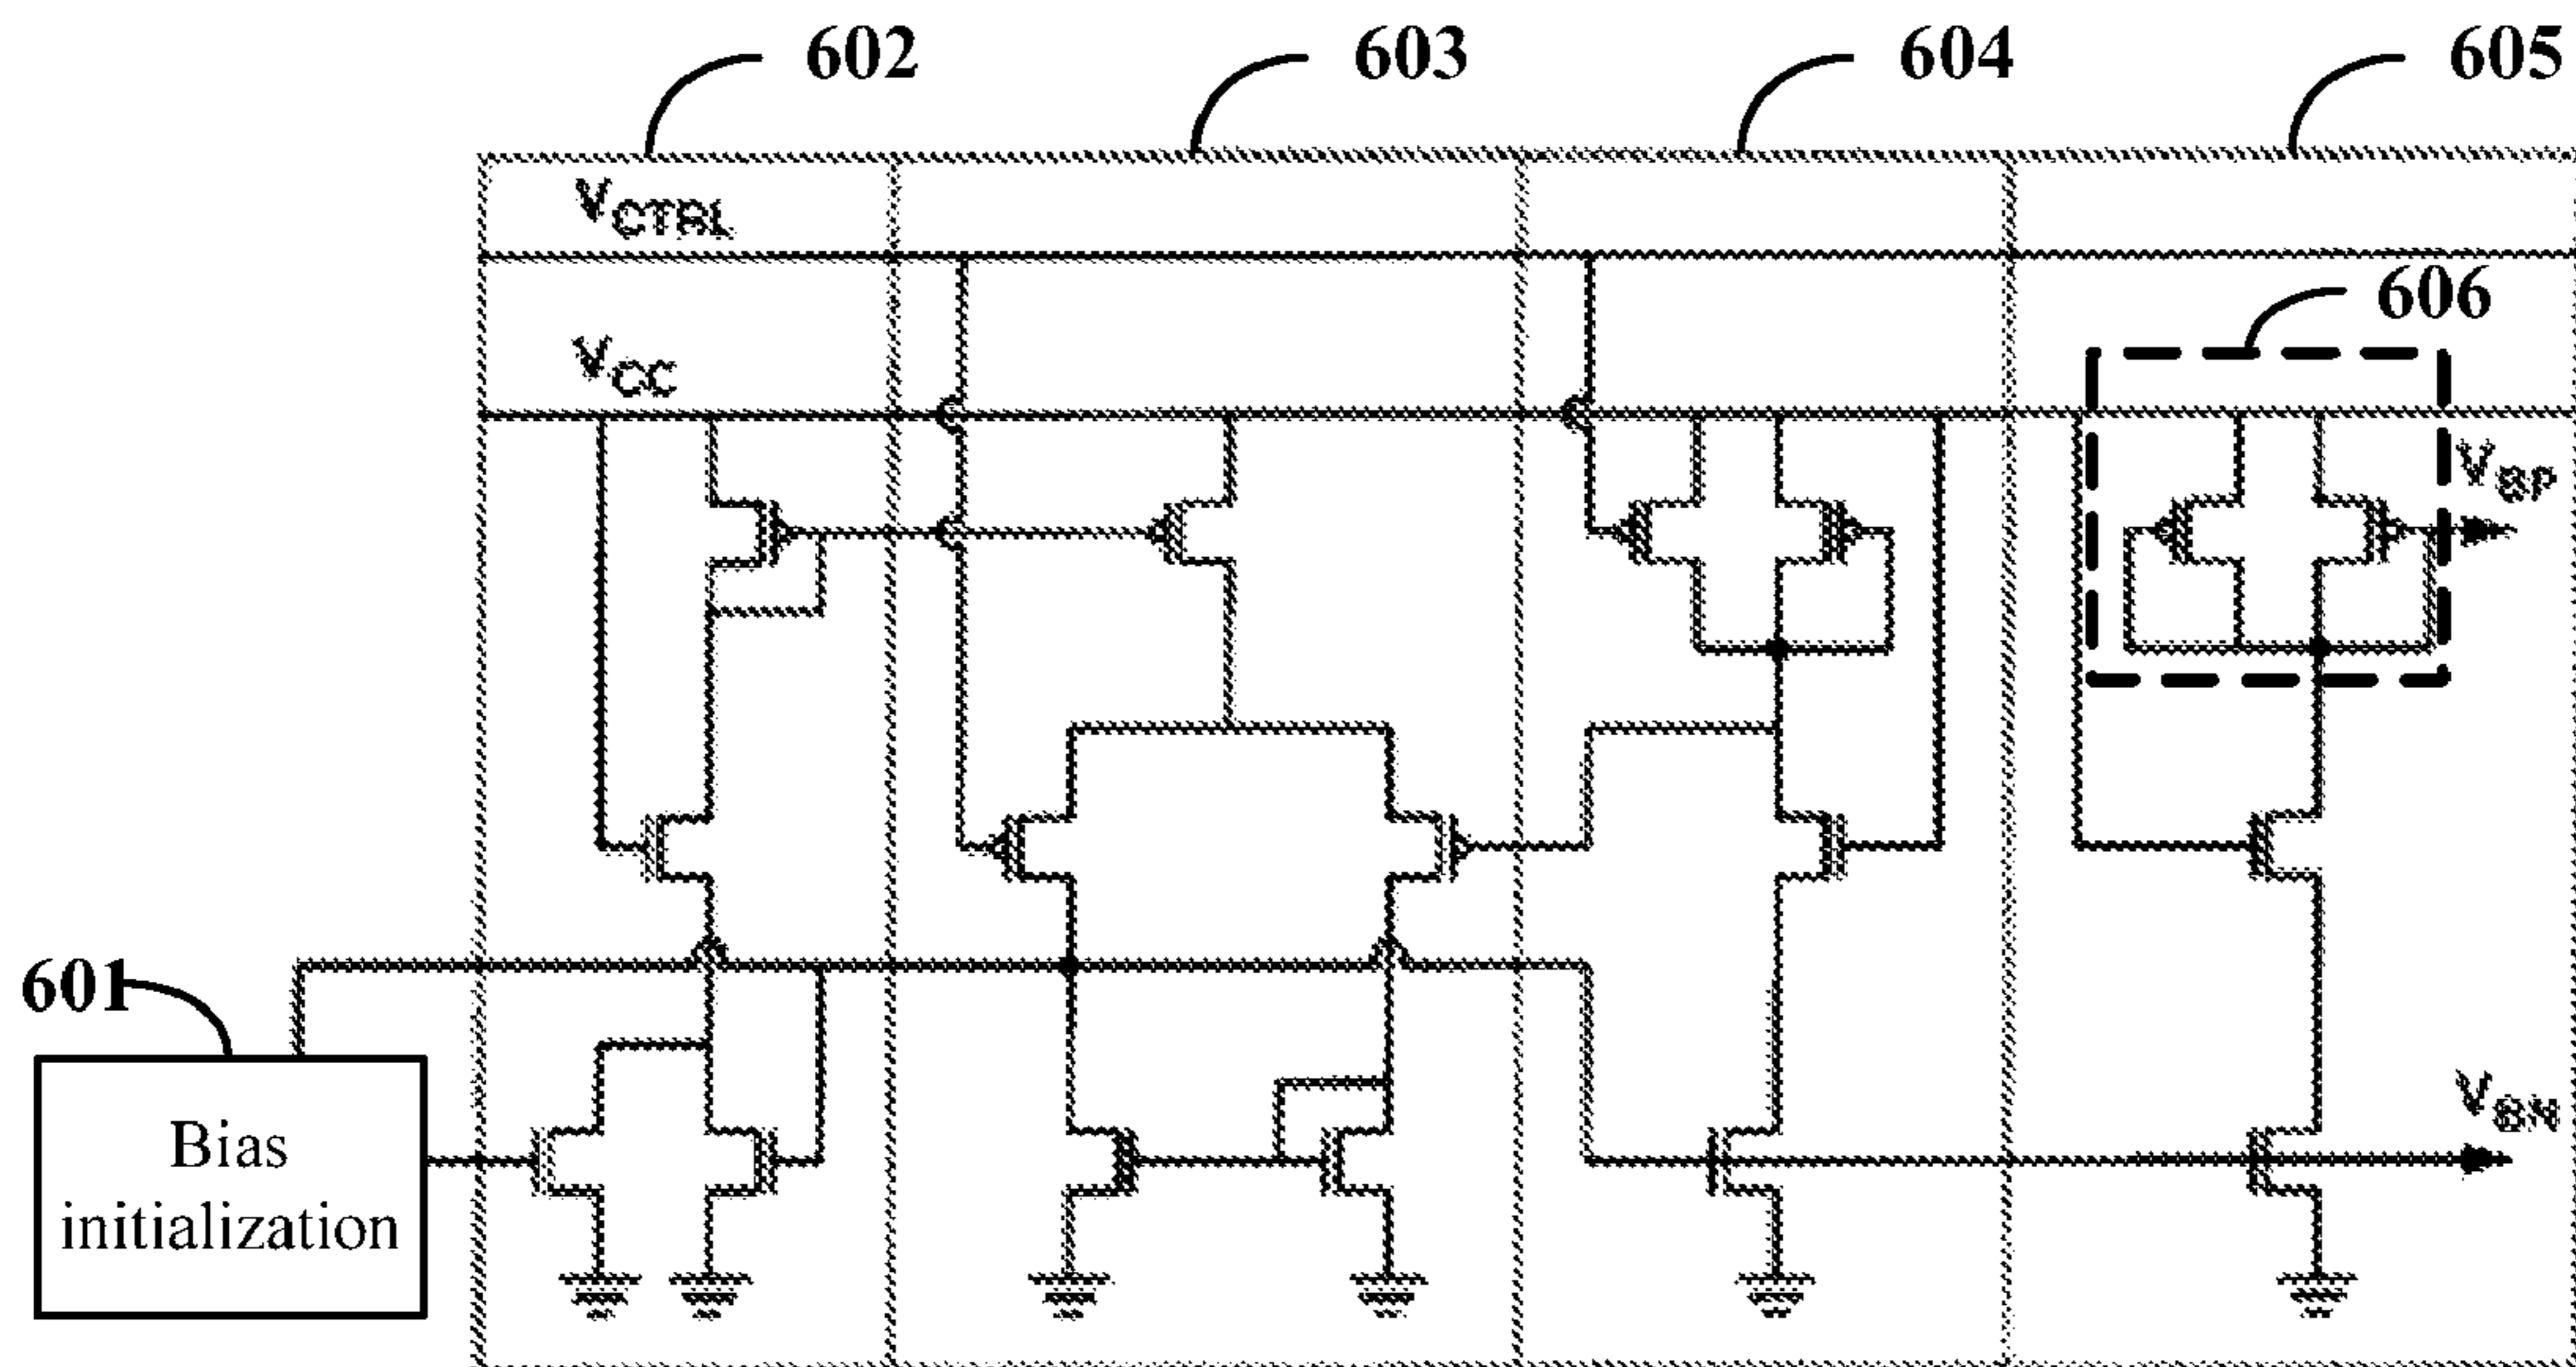 602
603
604
605
VCTRL
606
VCC
VBP
601
Bias
initialization
VBN